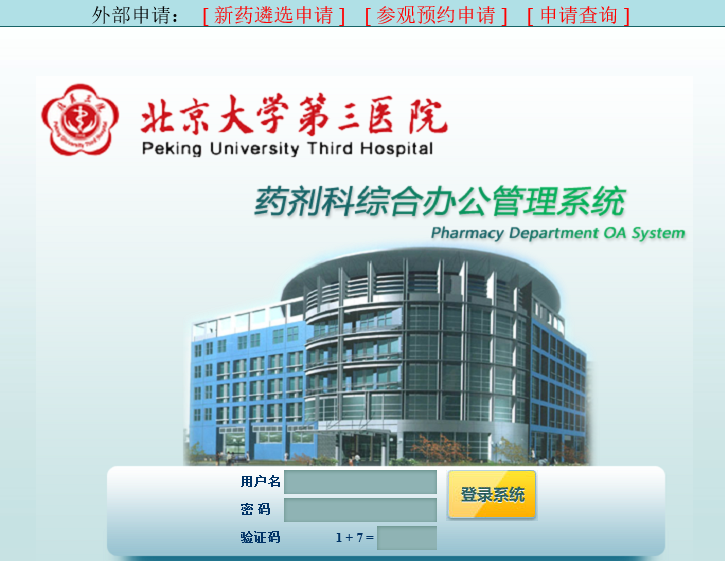 外部申请： [ 新药遴选申请 ] [ 参观预约申请 ] [ 申请查询 ]
北京大学第三医院
Peking University Third Hospital
药剂科综合办公管理系统
Pharmacy Department OA System
用户名
登录系统
密 码
验证码 1 + 7 =